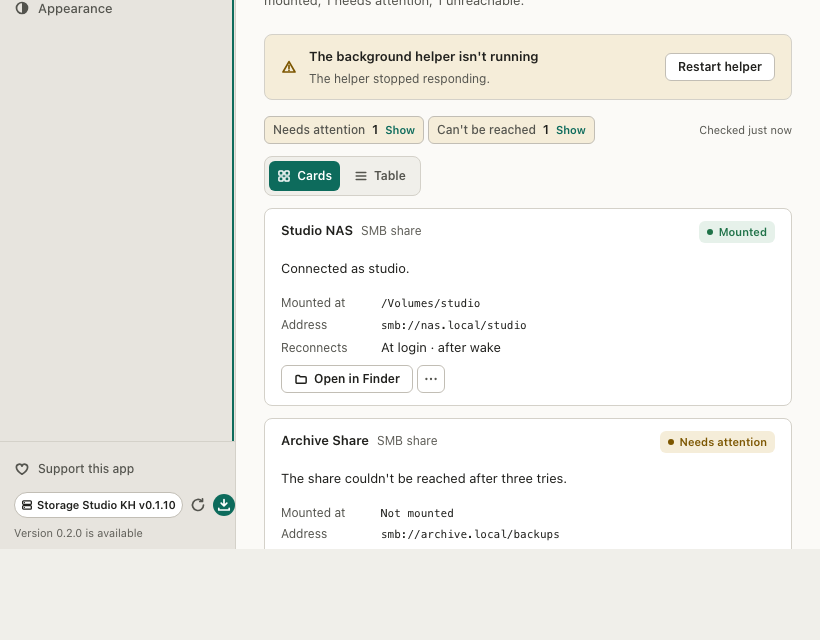 Appearance
mounted, 1 needs attention, 1 unreachable.
The background helper isn't running
The helper stopped responding.
Restart helper
Needs attention 1 Show
Can't be reached 1 Show
Checked just now
Cards
Table
Studio NAS SMB share
Mounted
Connected as studio.
Mounted at /Volumes/studio
Address smb://nas.local/studio
Reconnects At login · after wake
Open in Finder
Archive Share SMB share
Needs attention
The share couldn't be reached after three tries.
Mounted at Not mounted
Address smb://archive.local/backups
Support this app
Storage Studio KH v0.1.10
Version 0.2.0 is available